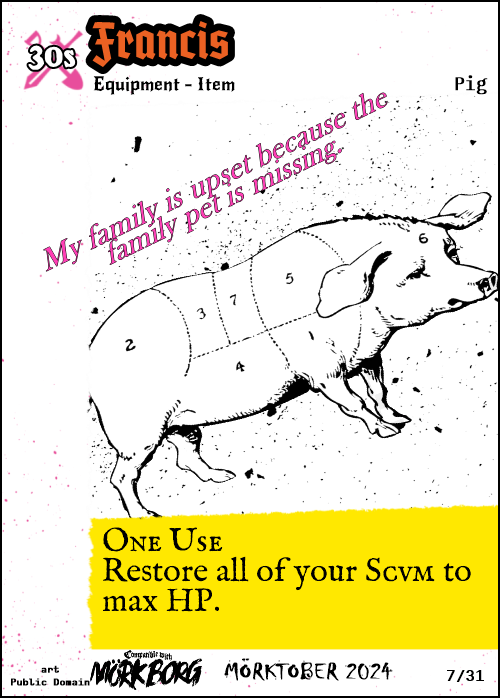 30s
Francis
Equipment - Item
Pig
My family is upset because the
family pet is missing.
6
5
3
7
2
1
4
One Use
Restore all of your Scvm to
max HP.
art
Public Domain
Compatible with
MÖRK BORG
MÖRKTOBER 2024
7/31